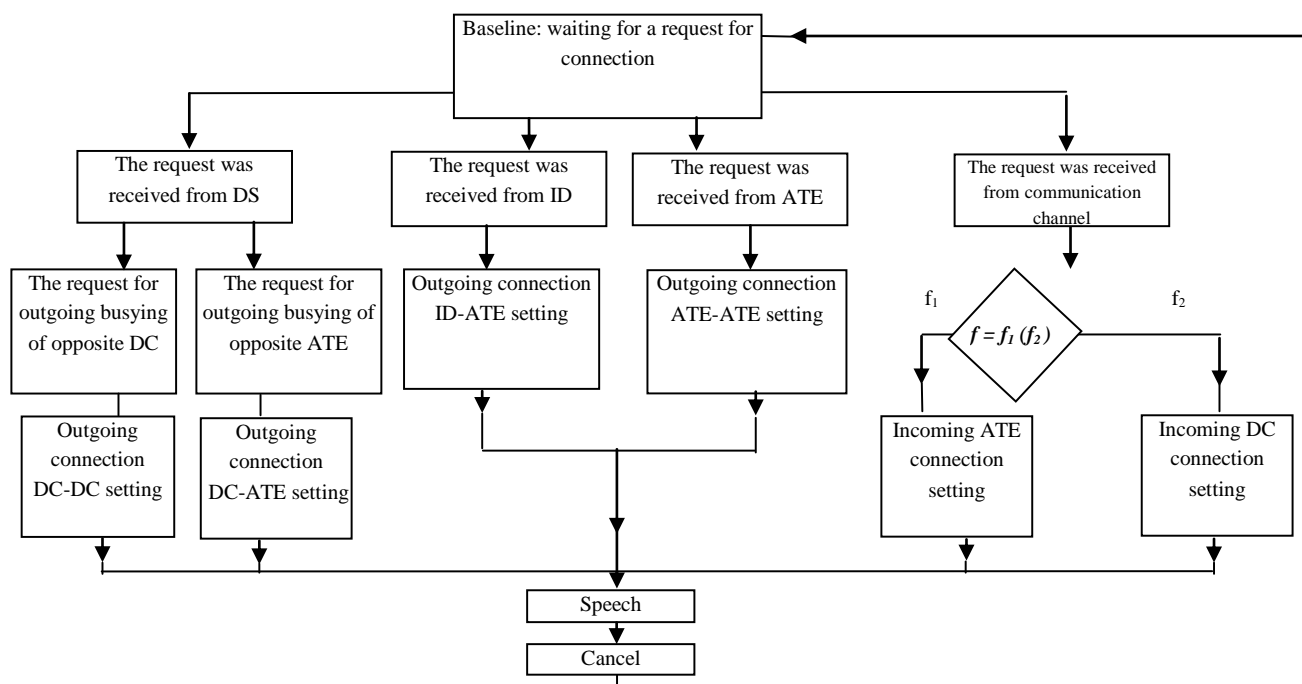 Baseline: waiting for a request for
connection
The request was
received from DS
The request was
received from ID
The request was
received from ATE
The request was received
from communication
channel
The request for
outgoing busying
of opposite DC
The request for
outgoing busying of
opposite ATE
Outgoing connection
ID-ATE setting
Outgoing connection
ATE-ATE setting
f₁
f = f₁ (f₂)
f₂
Outgoing
connection
DC-DC setting
Outgoing
connection
DC-ATE setting
Incoming ATE
connection
setting
Incoming DC
connection
setting
Speech
Cancel